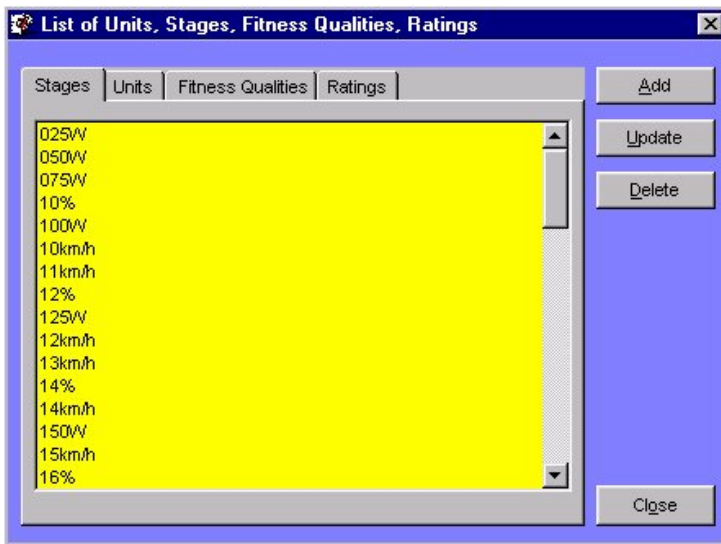 List of Units, Stages, Fitness Qualities, Ratings
Stages Units Fitness Qualities Ratings
025W
050W
075W
10%
100W
10km/h
11km/h
12%
125W
12km/h
13km/h
14%
14km/h
150W
15km/h
16%
Add
Update
Delete
Close